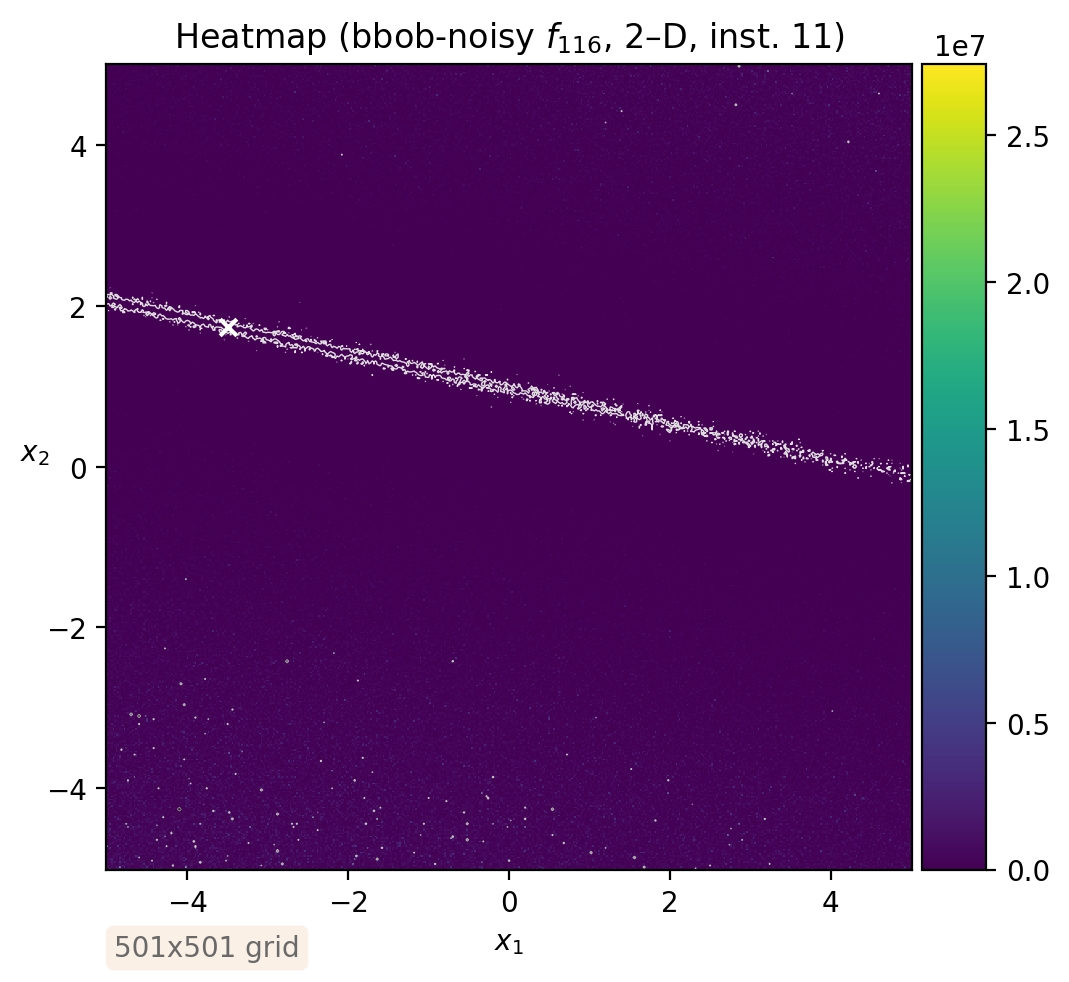 Heatmap (bbob-noisy f₁₁₆, 2–D, inst. 11)
1e7
4
2
0
−2
−4
x₂
2.5
2.0
1.5
1.0
0.5
0.0
−4 −2 0 2 4
x₁
501x501 grid